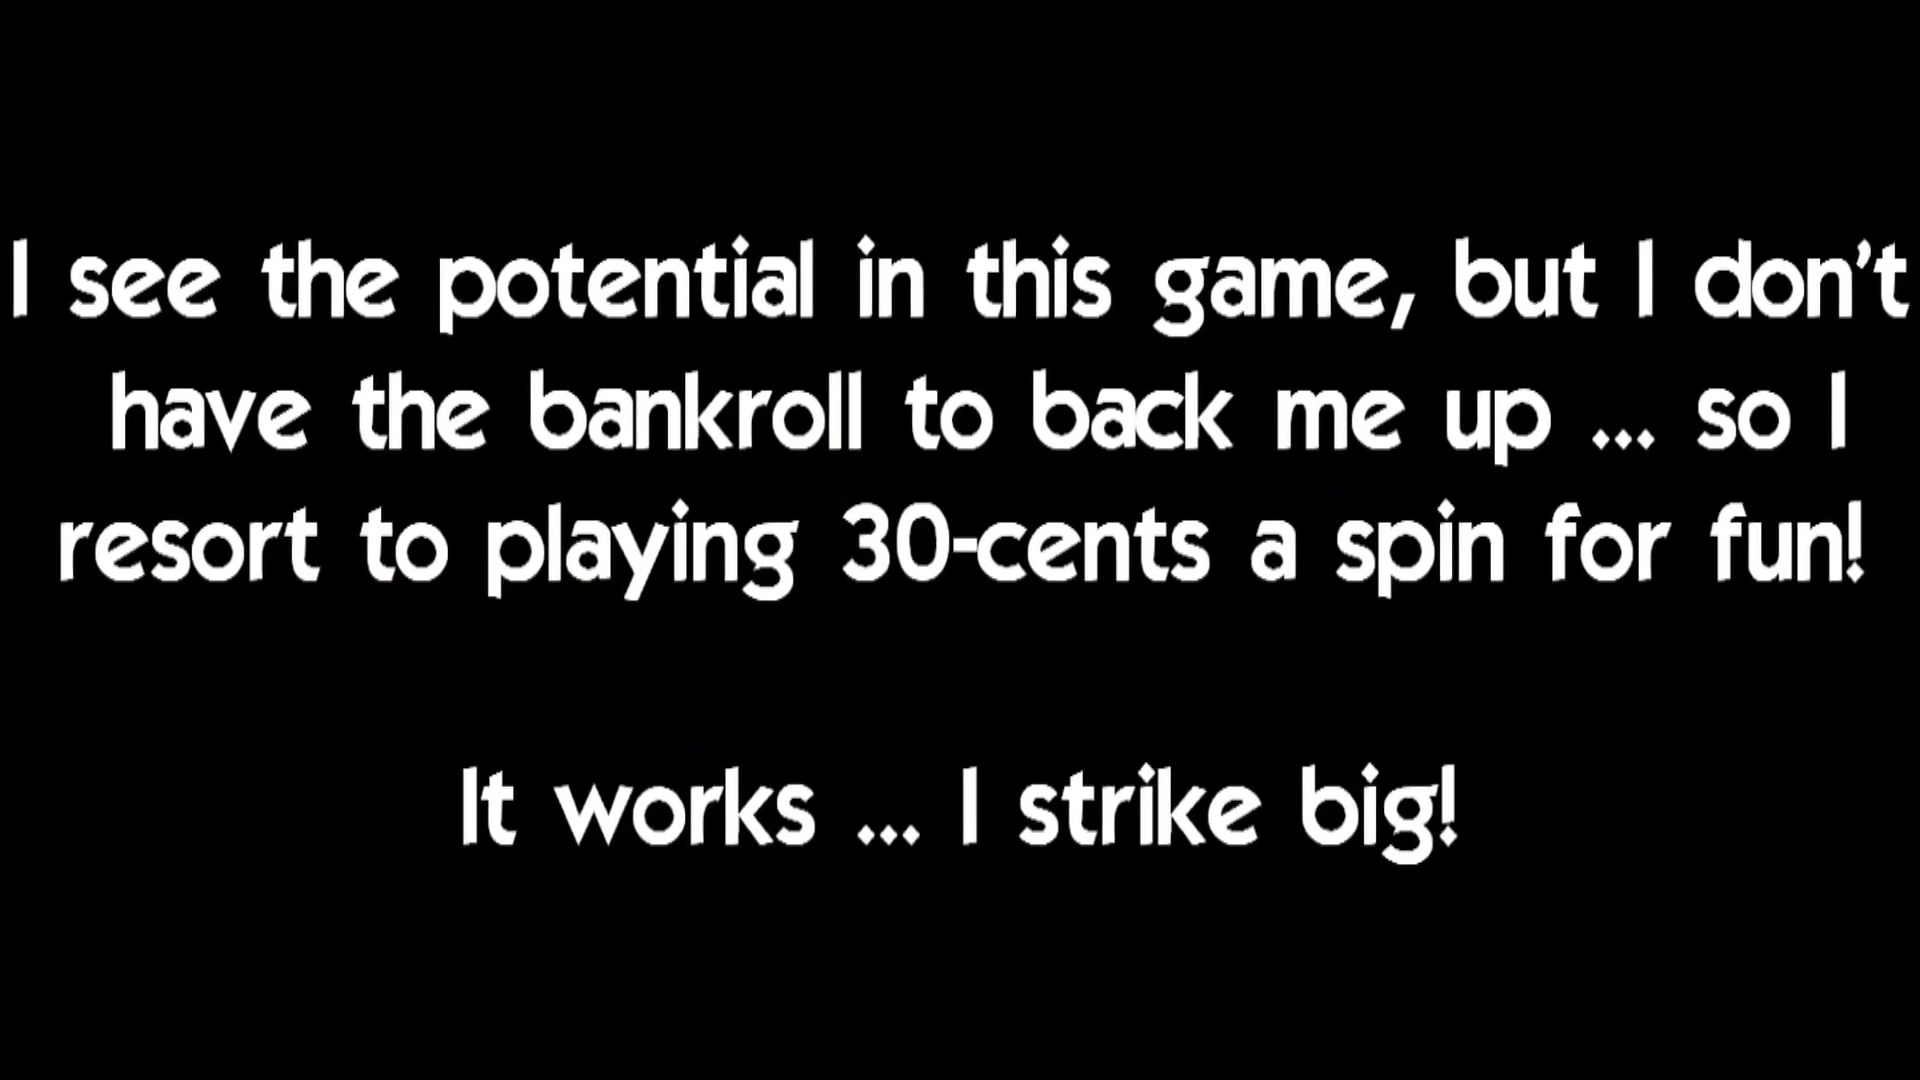 I see the potential in this game, but I don't
have the bankroll to back me up ... so I
resort to playing 30-cents a spin for fun!
It works ... I strike big!